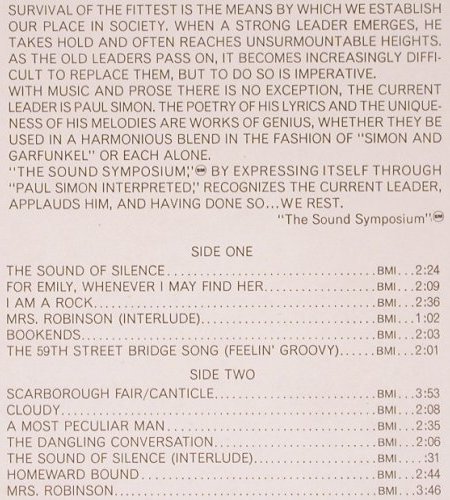 SURVIVAL OF THE FITTEST IS THE MEANS BY WHICH WE ESTABLISH
OUR PLACE IN SOCIETY. WHEN A STRONG LEADER EMERGES, HE
TAKES HOLD AND OFTEN REACHES UNSURMOUNTABLE HEIGHTS.
AS THE OLD LEADERS PASS ON, IT BECOMES INCREASINGLY DIFFI-
CULT TO REPLACE THEM, BUT TO DO SO IS IMPERATIVE.
WITH MUSIC AND PROSE THERE IS NO EXCEPTION, THE CURRENT
LEADER IS PAUL SIMON. THE POETRY OF HIS LYRICS AND THE UNIQUE-
NESS OF HIS MELODIES ARE WORKS OF GENIUS, WHETHER THEY BE
USED IN A HARMONIOUS BLEND IN THE FASHION OF "SIMON AND
GARFUNKEL" OR EACH ALONE.
"THE SOUND SYMPOSIUM," SM BY EXPRESSING ITSELF THROUGH
"PAUL SIMON INTERPRETED," RECOGNIZES THE CURRENT LEADER,
APPLAUDS HIM, AND HAVING DONE SO...WE REST.
"The Sound Symposium" SM
SIDE ONE
THE SOUND OF SILENCE.........................BMI...2:24
FOR EMILY, WHENEVER I MAY FIND HER...............BMI...2:09
I AM A ROCK..................................BMI...2:36
MRS. ROBINSON (INTERLUDE)....................BMI...1:02
BOOKENDS.....................................BMI...2:03
THE 59TH STREET BRIDGE SONG (FEELIN' GROOVY)......BMI...2:01
SIDE TWO
SCARBOROUGH FAIR/CANTICLE....................BMI...3:53
CLOUDY.......................................BMI...2:08
A MOST PECULIAR MAN..........................BMI...2:35
THE DANGLING CONVERSATION....................BMI...2:06
THE SOUND OF SILENCE (INTERLUDE).............BMI....:31
HOMEWARD BOUND...............................BMI...2:44
MRS. ROBINSON................................BMI...3:46